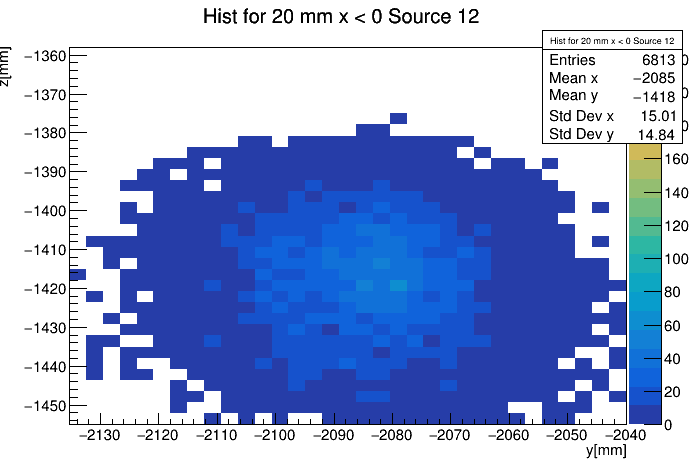 Hist for 20 mm x < 0 Source 12
Hist for 20 mm x < 0 Source 12
Entries 6813
Mean x −2085
Mean y −1418
Std Dev x 15.01
Std Dev y 14.84
z[mm]
−1360
−1370
−1380
−1390
−1400
−1410
−1420
−1430
−1440
−1450
−2130 −2120 −2110 −2100 −2090 −2080 −2070 −2060 −2050 −2040
y[mm]
160
140
120
100
80
60
40
20
0